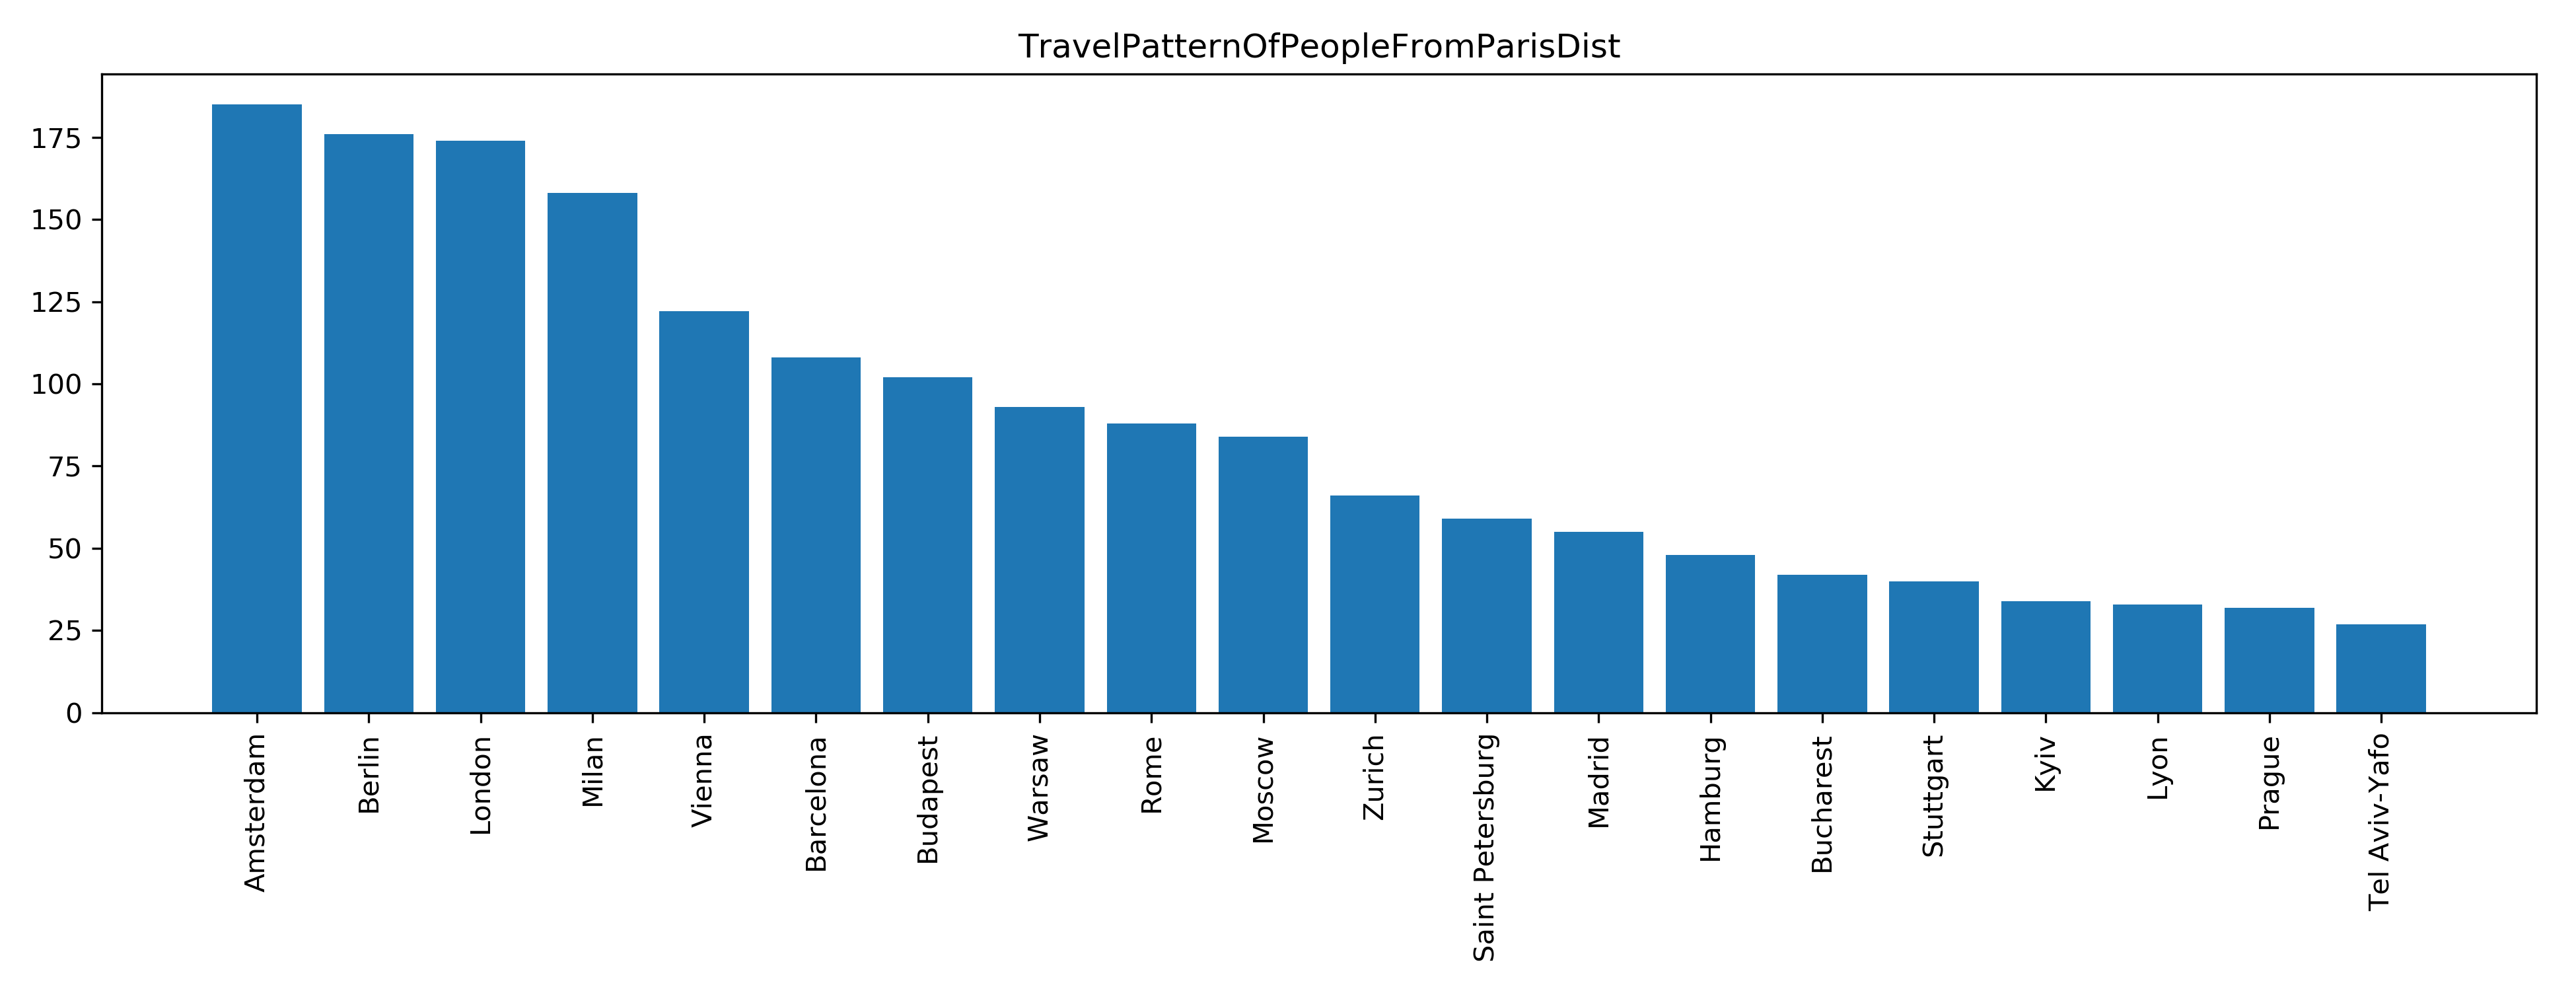 TravelPatternOfPeopleFromParisDist
175
150
125
100
75
50
25
0
Amsterdam
Berlin
London
Milan
Vienna
Barcelona
Budapest
Warsaw
Rome
Moscow
Zurich
Saint Petersburg
Madrid
Hamburg
Bucharest
Stuttgart
Kyiv
Lyon
Prague
Tel Aviv-Yafo